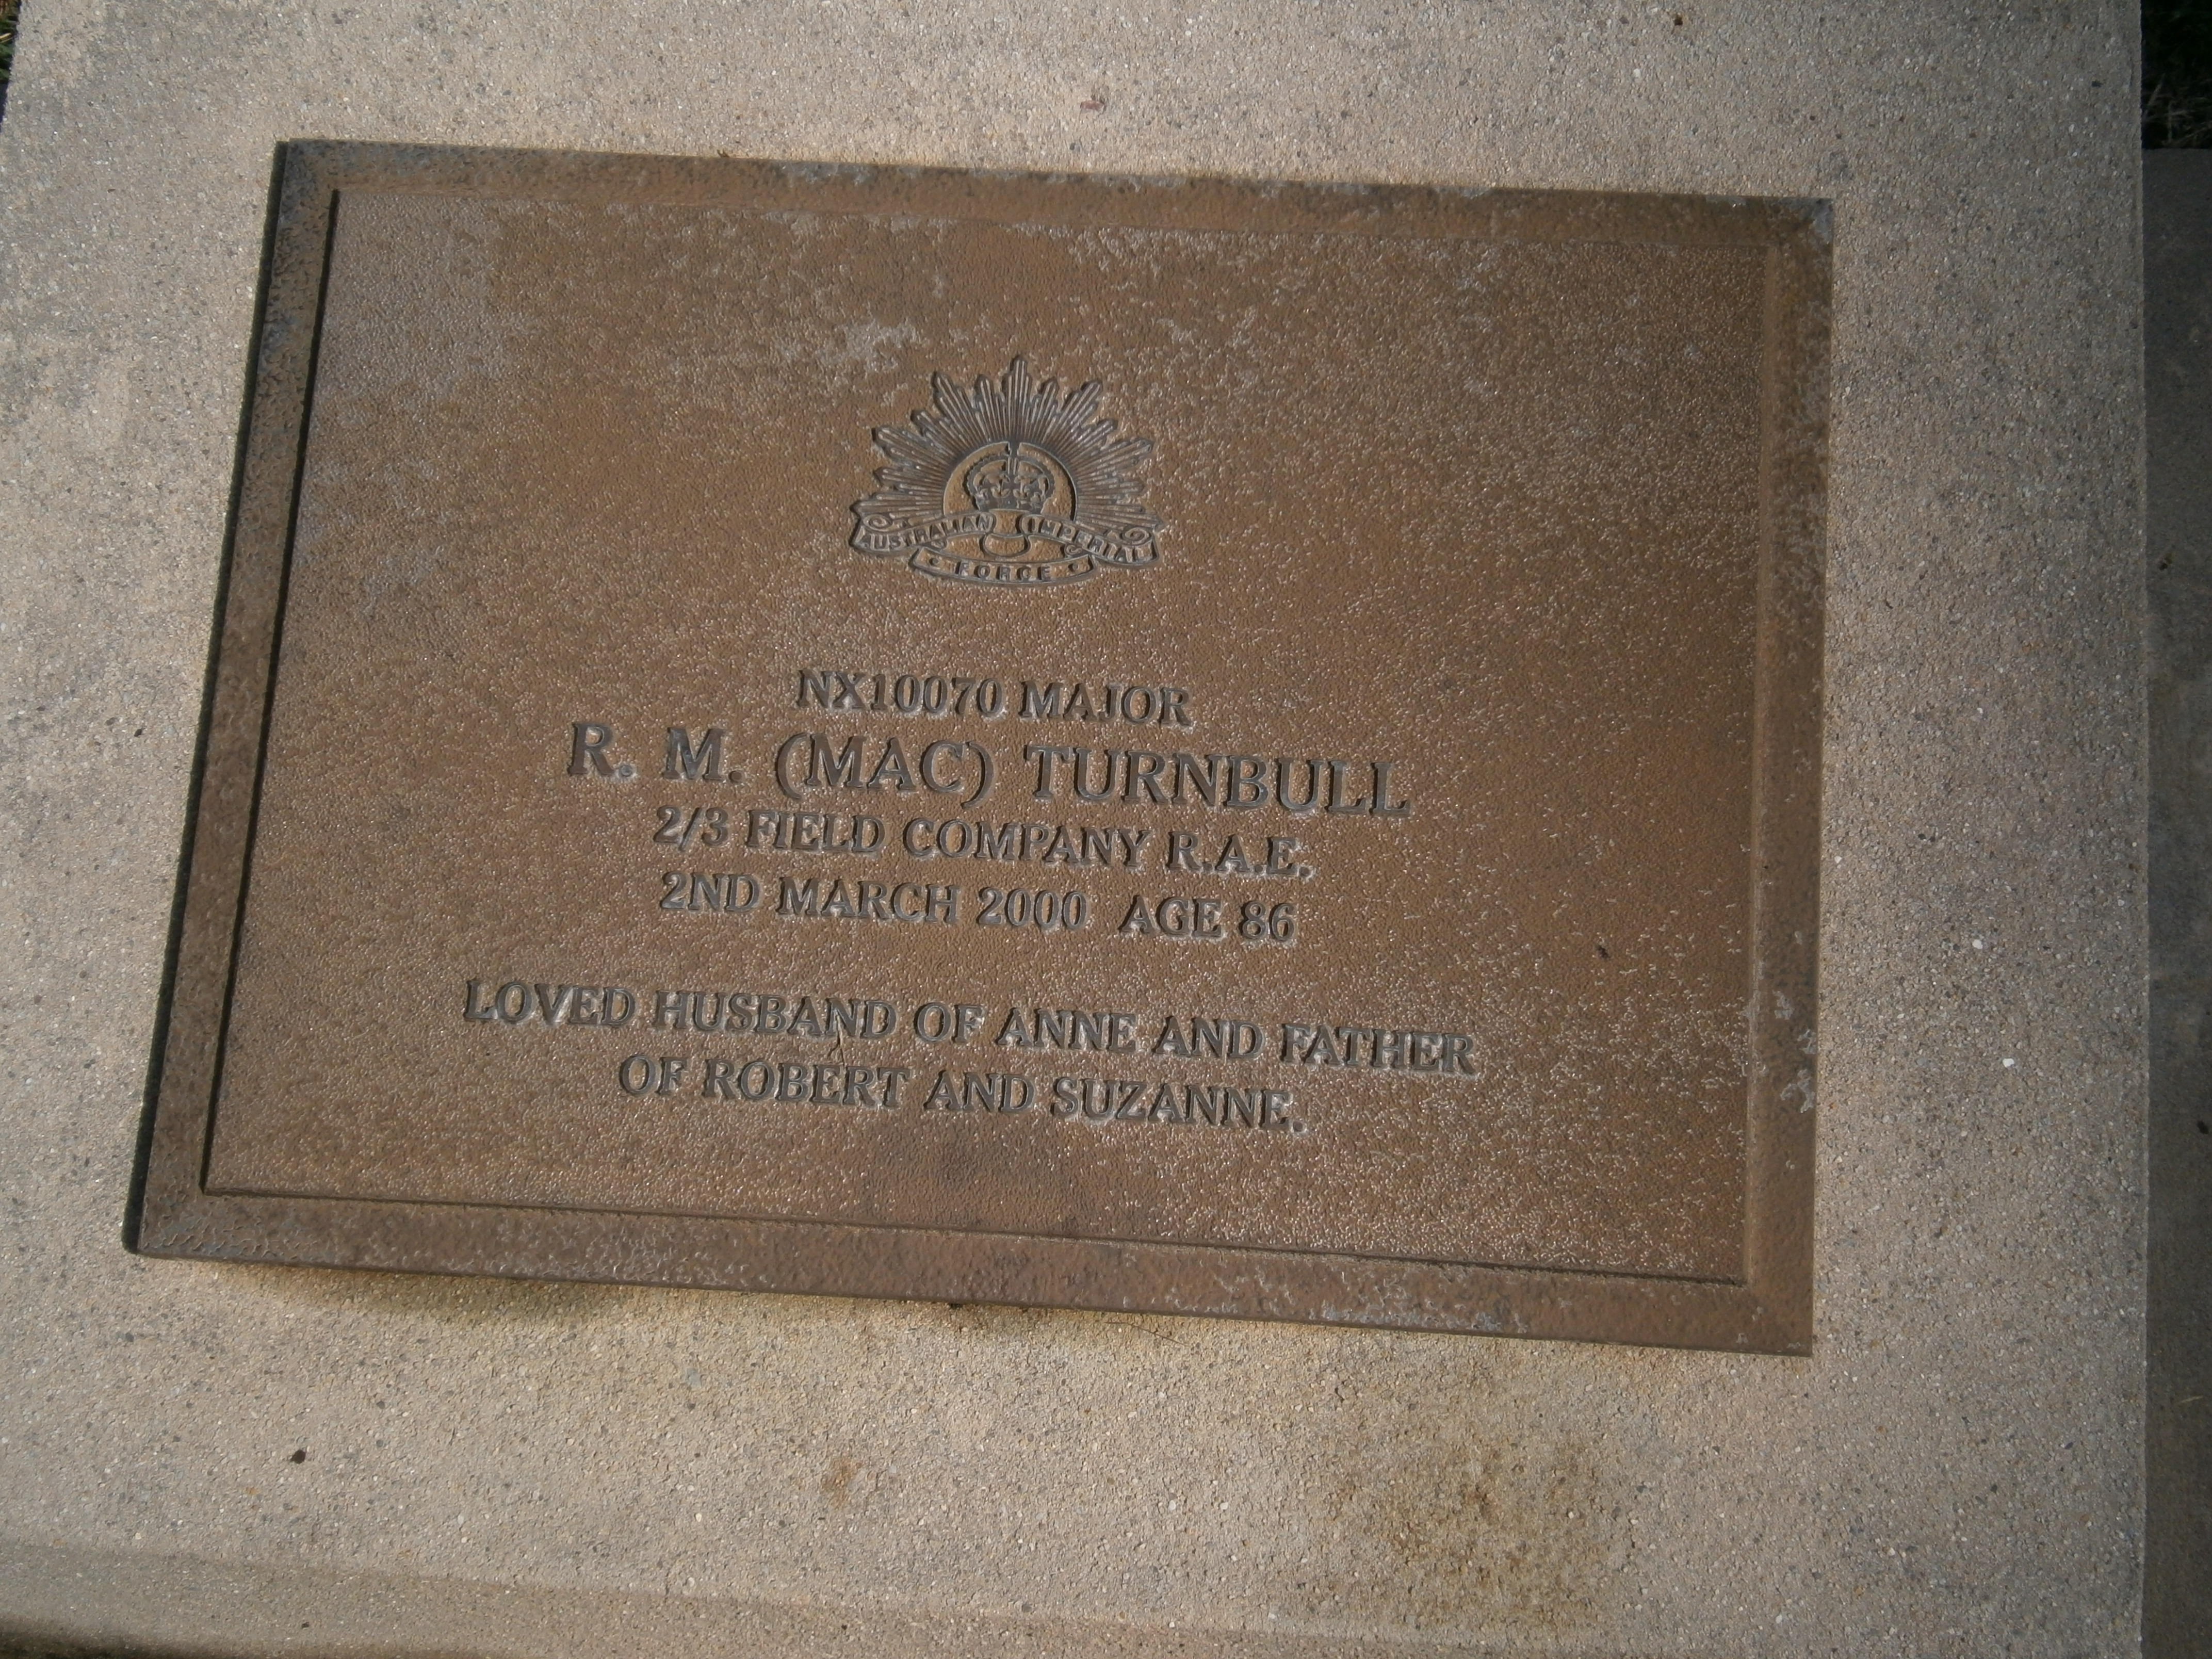 AUSTRALIAN IMPERIAL
FORCE
NX10070 MAJOR
R. M. (MAC) TURNBULL
2/3 FIELD COMPANY R.A.E.
2ND MARCH 2000 AGE 86
LOVED HUSBAND OF ANNE AND FATHER
OF ROBERT AND SUZANNE.